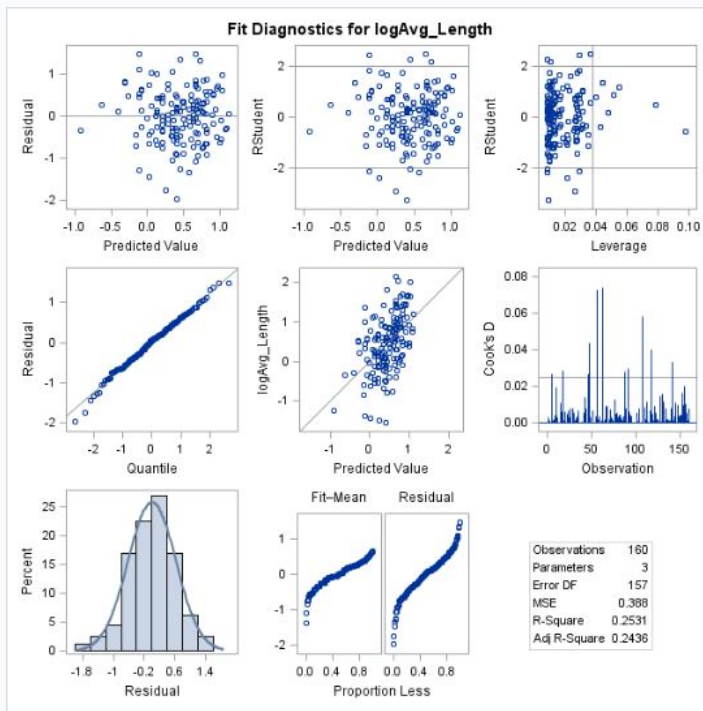 Fit Diagnostics for logAvg_Length
1
0
-1
-2
Residual
-1.0 -0.5 0.0 0.5 1.0
Predicted Value
2
0
-2
RStudent
-1.0 -0.5 0.0 0.5 1.0
Predicted Value
2
0
-2
RStudent
0.02 0.04 0.06 0.08 0.10
Leverage
1
0
-1
-2
Residual
-2 -1 0 1 2
Quantile
2
1
0
-1
logAvg_Length
-1 0 1 2
Predicted Value
0.08
0.06
0.04
0.02
0.00
Cook's D
0 50 100 150
Observation
25
20
15
10
5
0
Percent
-1.8 -1 -0.2 0.6 1.4
Residual
Fit–Mean Residual
1
0
-1
-2
0.0 0.4 0.8 0.0 0.4 0.8
Proportion Less
Observations 160
Parameters 3
Error DF 157
MSE 0.388
R-Square 0.2531
Adj R-Square 0.2436